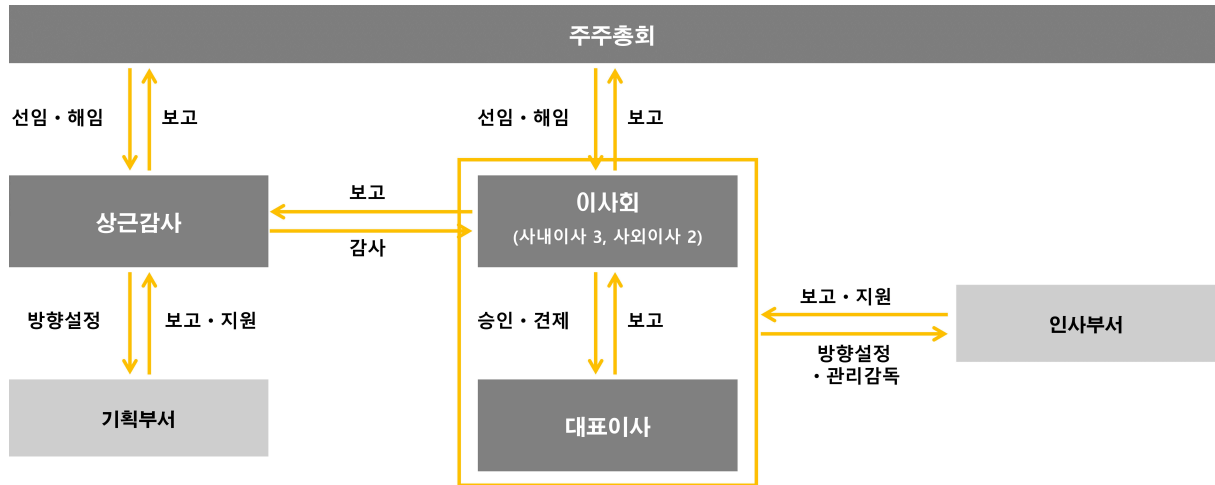 주주총회
선임・해임
보고
선임・해임
보고
상근감사
보고
감사
이사회
(사내이사 3, 사외이사 2)
방향설정
보고・지원
승인・견제
보고
보고・지원
방향설정
・관리감독
인사부서
기획부서
대표이사